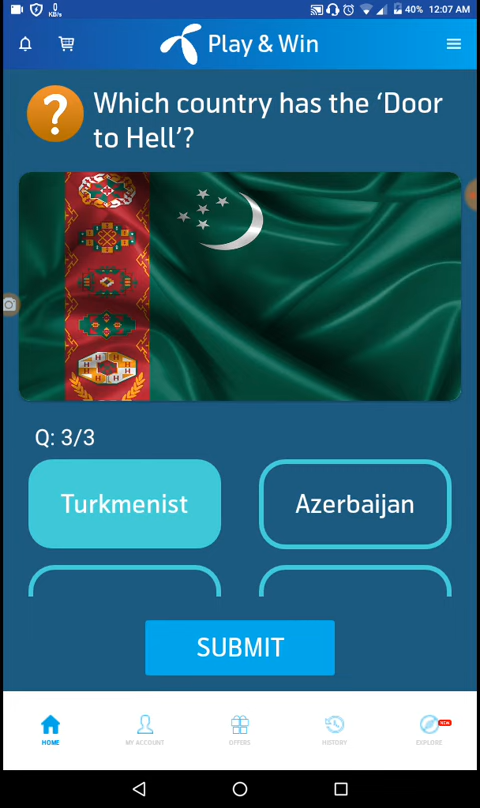 KB/s
40% 12:07 AM
Play & Win
?
Which country has the ‘Door
to Hell’?
Q: 3/3
Turkmenist
Azerbaijan
SUBMIT
HOME
MY ACCOUNT
OFFERS
HISTORY
EXPLORE